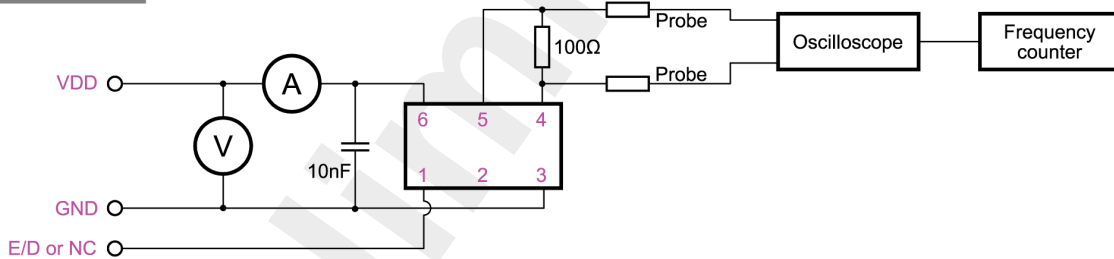 Probe
100Ω
Oscilloscope
Frequency
counter
Probe
VDD
A
6 5 4
V
10nF
1 2 3
GND
E/D or NC